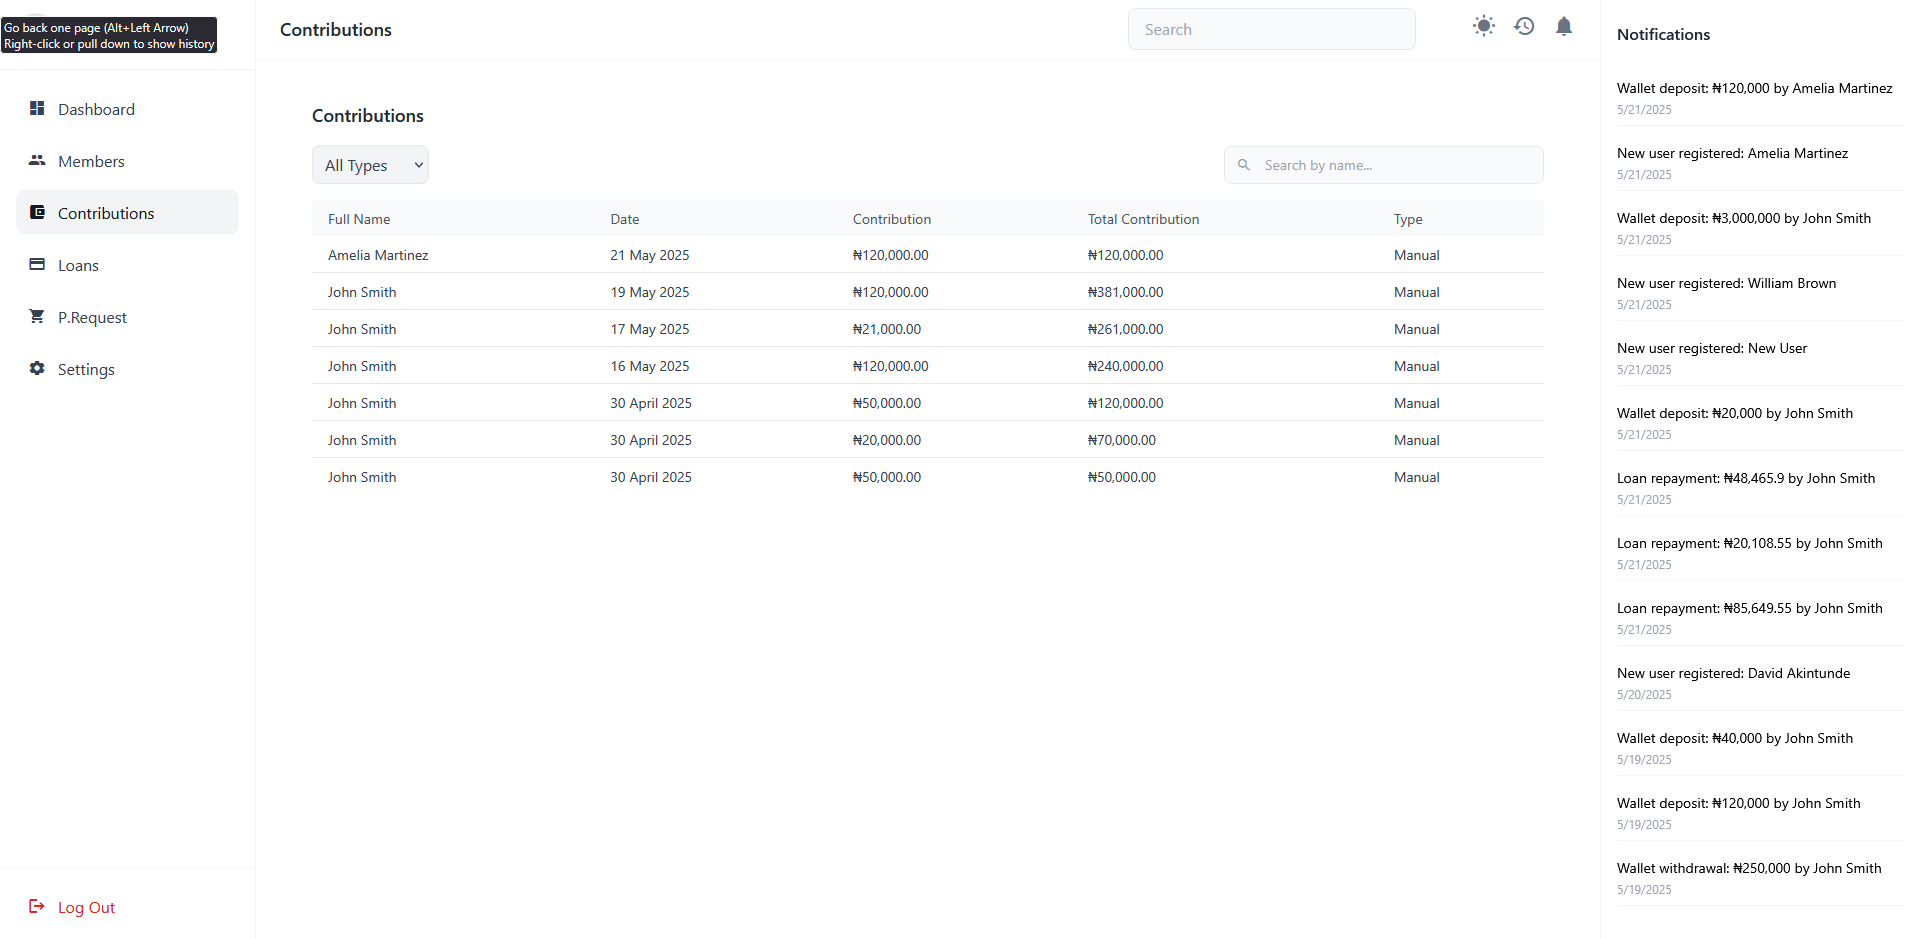 Go back one page (Alt+Left Arrow)
Right-click or pull down to show history
Dashboard
Members
Contributions
Loans
P.Request
Settings
Log Out
Contributions
Search
Contributions
All Types
Search by name...
Full Name Date Contribution Total Contribution Type
Amelia Martinez 21 May 2025 ₦120,000.00 ₦120,000.00 Manual
John Smith 19 May 2025 ₦120,000.00 ₦381,000.00 Manual
John Smith 17 May 2025 ₦21,000.00 ₦261,000.00 Manual
John Smith 16 May 2025 ₦120,000.00 ₦240,000.00 Manual
John Smith 30 April 2025 ₦50,000.00 ₦120,000.00 Manual
John Smith 30 April 2025 ₦20,000.00 ₦70,000.00 Manual
John Smith 30 April 2025 ₦50,000.00 ₦50,000.00 Manual
Notifications
Wallet deposit: ₦120,000 by Amelia Martinez
5/21/2025
New user registered: Amelia Martinez
5/21/2025
Wallet deposit: ₦3,000,000 by John Smith
5/21/2025
New user registered: William Brown
5/21/2025
New user registered: New User
5/21/2025
Wallet deposit: ₦20,000 by John Smith
5/21/2025
Loan repayment: ₦48,465.9 by John Smith
5/21/2025
Loan repayment: ₦20,108.55 by John Smith
5/21/2025
Loan repayment: ₦85,649.55 by John Smith
5/21/2025
New user registered: David Akintunde
5/20/2025
Wallet deposit: ₦40,000 by John Smith
5/19/2025
Wallet deposit: ₦120,000 by John Smith
5/19/2025
Wallet withdrawal: ₦250,000 by John Smith
5/19/2025